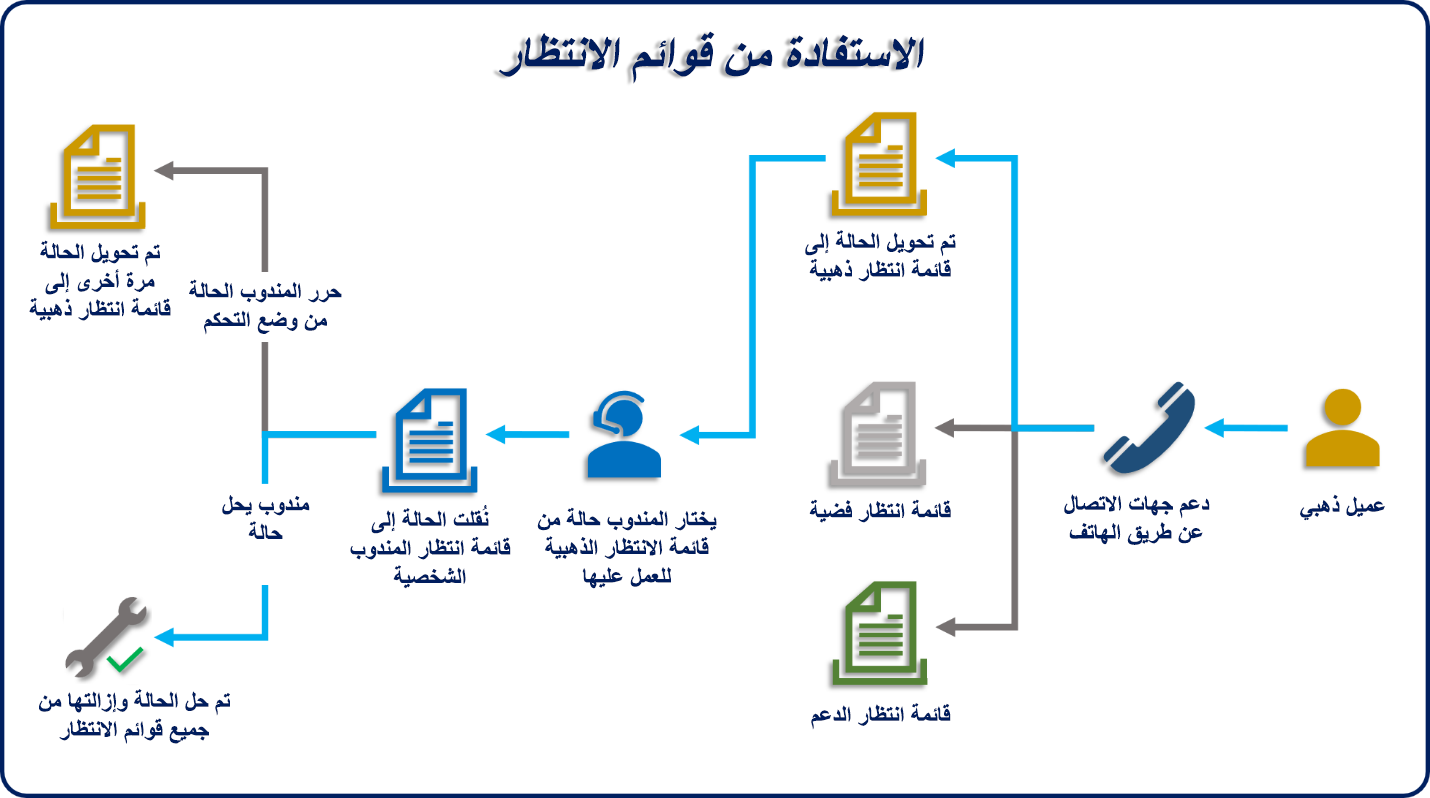 الاستفادة من قوائم الانتظار
عميل ذهبي
دعم جهات الاتصال
عن طريق الهاتف
تم تحويل الحالة إلى
قائمة انتظار ذهبية
قائمة انتظار فضية
قائمة انتظار الدعم
يختار المندوب حالة من
قائمة الانتظار الذهبية
للعمل عليها
نُقلت الحالة إلى
قائمة انتظار المندوب
الشخصية
حرر المندوب الحالة
من وضع التحكم
تم تحويل الحالة
مرة أخرى إلى
قائمة انتظار ذهبية
مندوب يحل
حالة
تم حل الحالة وإزالتها من
جميع قوائم الانتظار